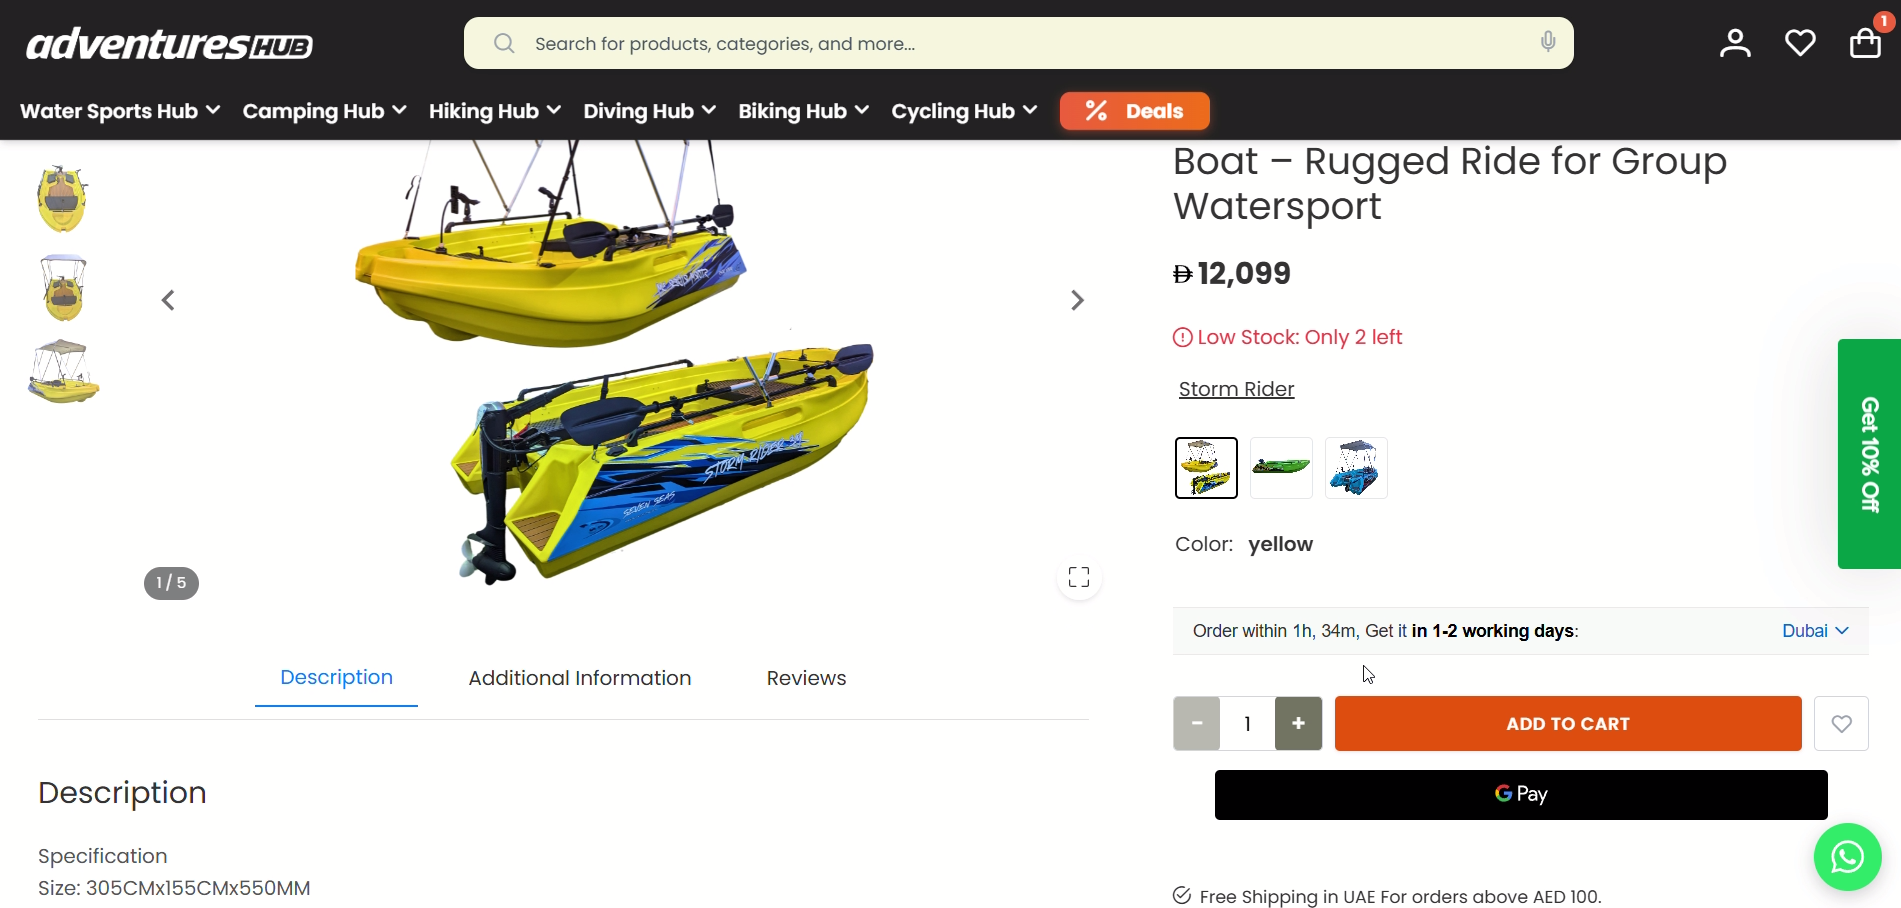 adventures HUB
Search for products, categories, and more...
1
Water Sports Hub
Camping Hub
Hiking Hub
Diving Hub
Biking Hub
Cycling Hub
% Deals
Boat – Rugged Ride for Group
Watersport
12,099
Low Stock: Only 2 left
Storm Rider
Color: yellow
Order within 1h, 34m, Get it in 1-2 working days:
Dubai
- 1 +
ADD TO CART
G Pay
Free Shipping in UAE For orders above AED 100.
Get 10% Off
STORM RIDER
SEVEN SEAS
1 / 5
Description
Additional Information
Reviews
Description
Specification
Size: 305CMx155CMx550MM